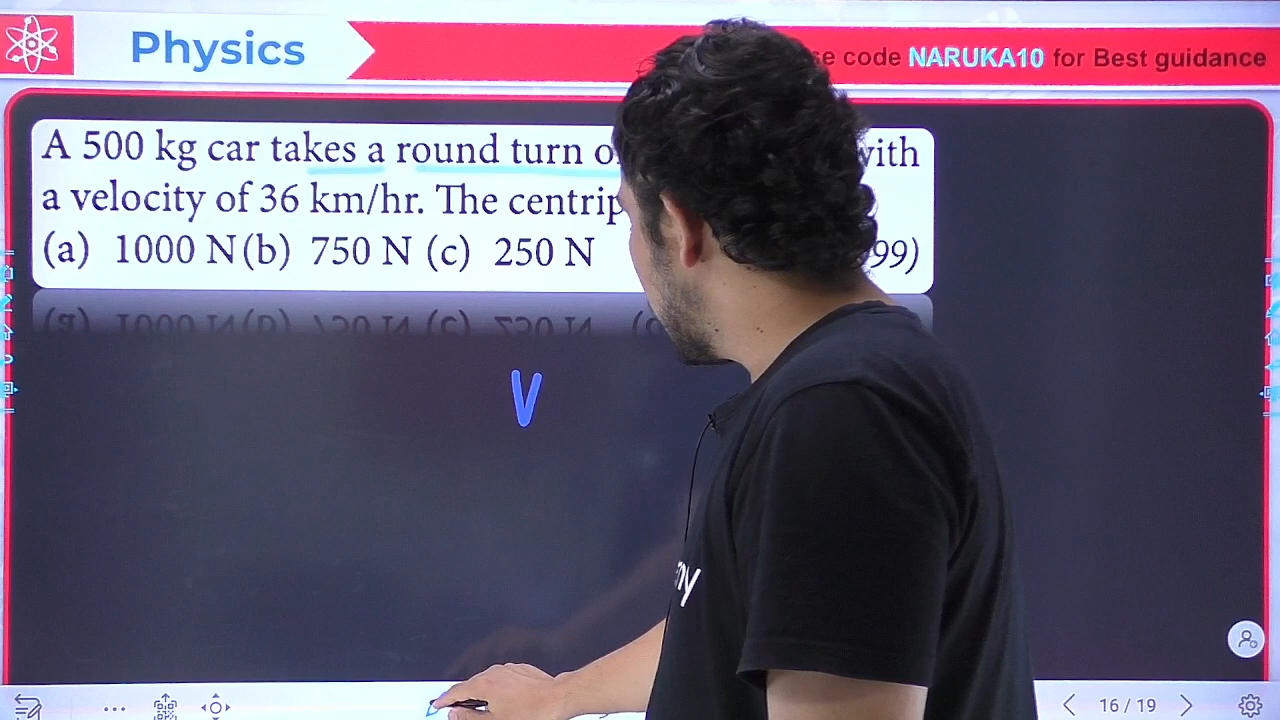 Physics
e code NARUKA10 for Best guidance
A 500 kg car takes a round turn with
a velocity of 36 km/hr. The centrip
(a) 1000 N (b) 750 N (c) 250 N 99)
V
16 / 19